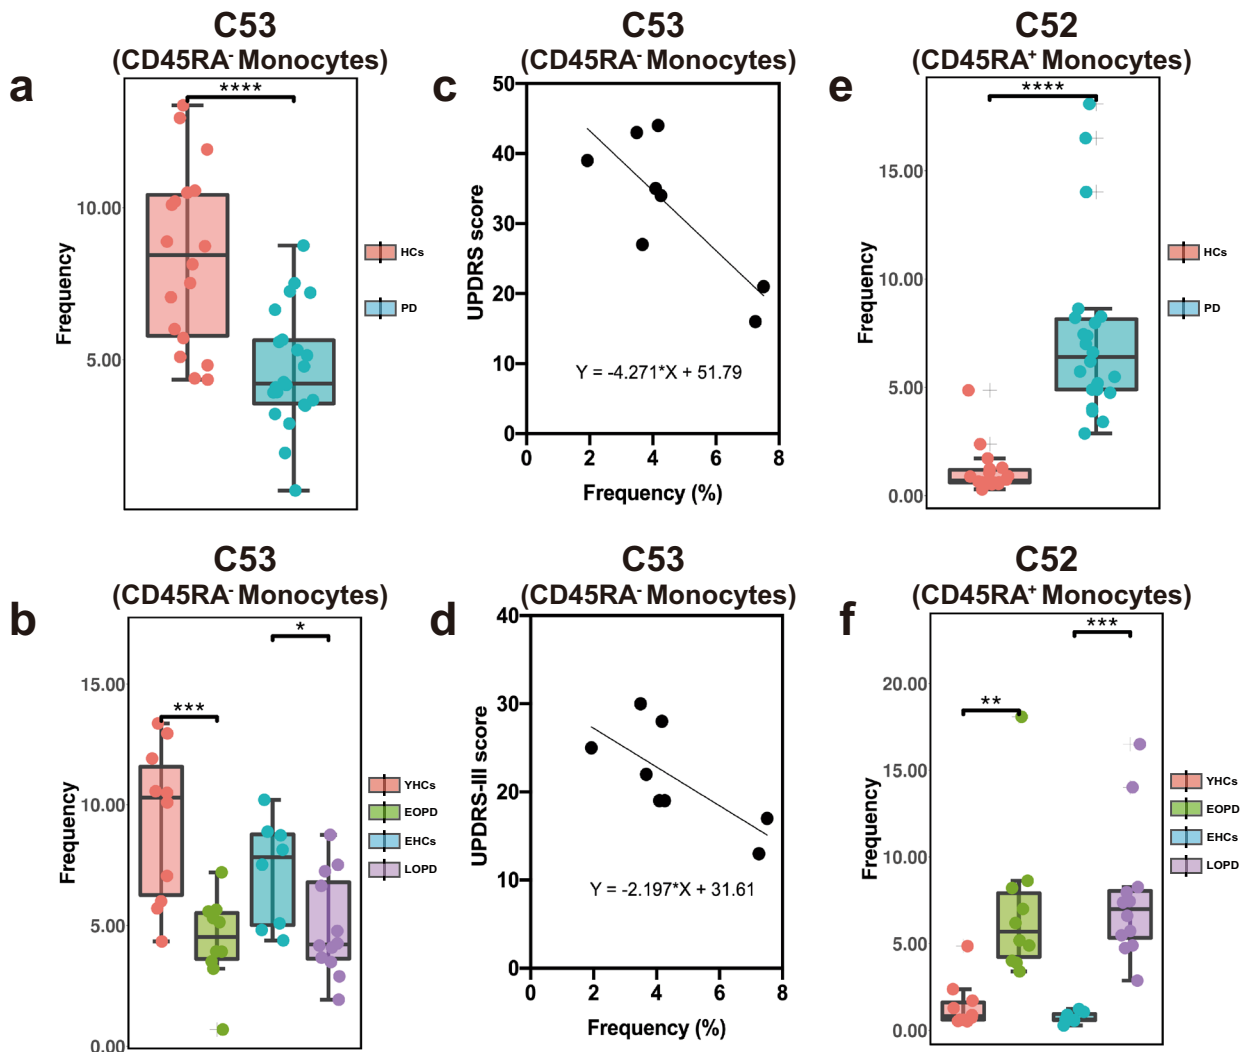 a
C53
(CD45RA- Monocytes)
****
Frequency
10.00
5.00
HCs
PD
c
C53
(CD45RA- Monocytes)
UPDRS score
50
40
30
20
10
0
Y = -4.271*X + 51.79
0 2 4 6 8
Frequency (%)
e
C52
(CD45RA+ Monocytes)
****
Frequency
15.00
10.00
5.00
0.00
HCs
PD
b
C53
(CD45RA- Monocytes)
*
***
Frequency
15.00
10.00
5.00
0.00
YHCs
EOPD
EHCs
LOPD
d
C53
(CD45RA- Monocytes)
UPDRS-III score
40
30
20
10
0
Y = -2.197*X + 31.61
0 2 4 6 8
Frequency (%)
f
C52
(CD45RA+ Monocytes)
***
**
Frequency
20.00
15.00
10.00
5.00
0.00
YHCs
EOPD
EHCs
LOPD